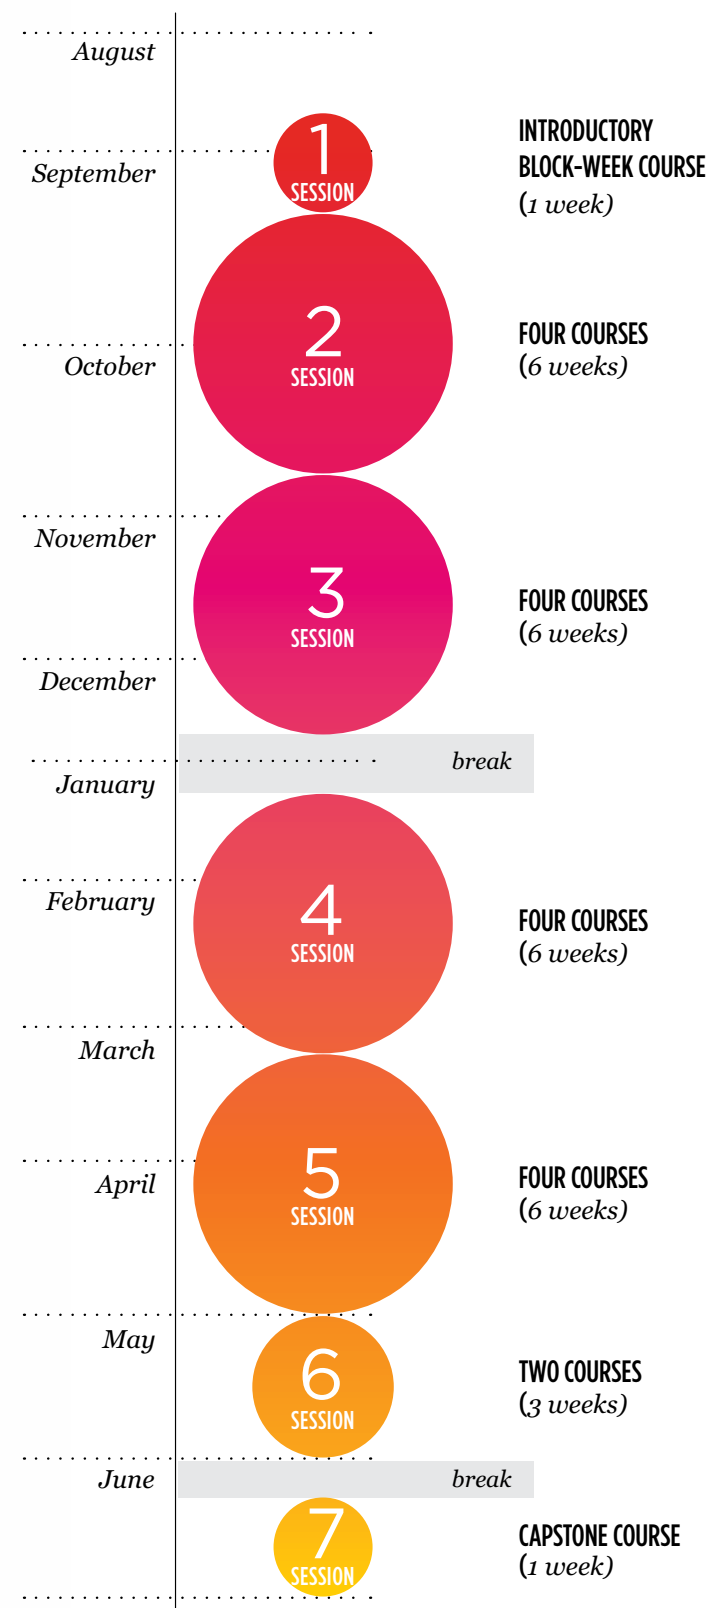 August
September
1
SESSION
INTRODUCTORY
BLOCK-WEEK COURSE
(1 week)
October
2
SESSION
FOUR COURSES
(6 weeks)
November
3
SESSION
FOUR COURSES
(6 weeks)
December
January
break
February
4
SESSION
FOUR COURSES
(6 weeks)
March
April
5
SESSION
FOUR COURSES
(6 weeks)
May
6
SESSION
TWO COURSES
(3 weeks)
June
break
7
SESSION
CAPSTONE COURSE
(1 week)